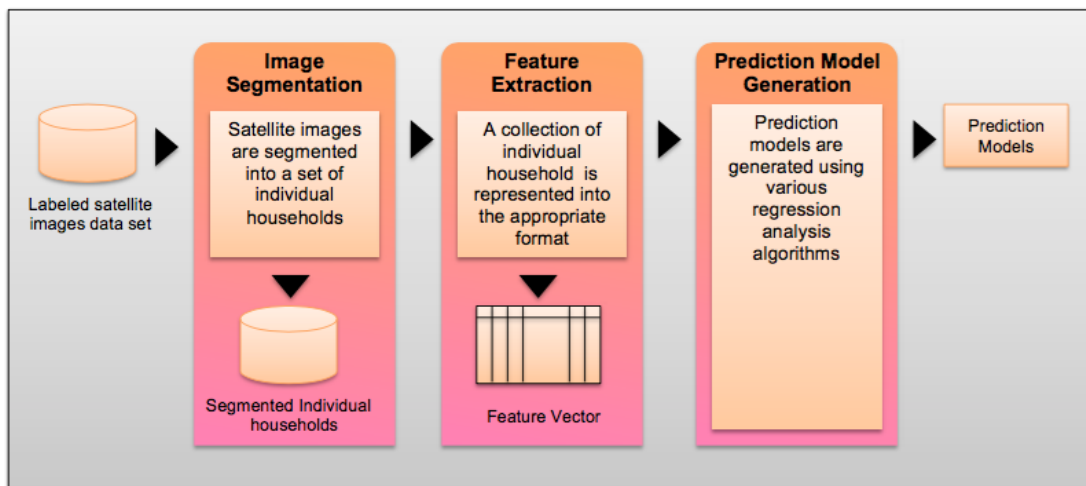 Labeled satellite
images data set
Image
Segmentation
Satellite images
are segmented
into a set of
individual
households
Segmented Individual
households
Feature
Extraction
A collection of
individual
household is
represented into
the appropriate
format
Feature Vector
Prediction Model
Generation
Prediction
models are
generated using
various
regression
analysis
algorithms
Prediction
Models